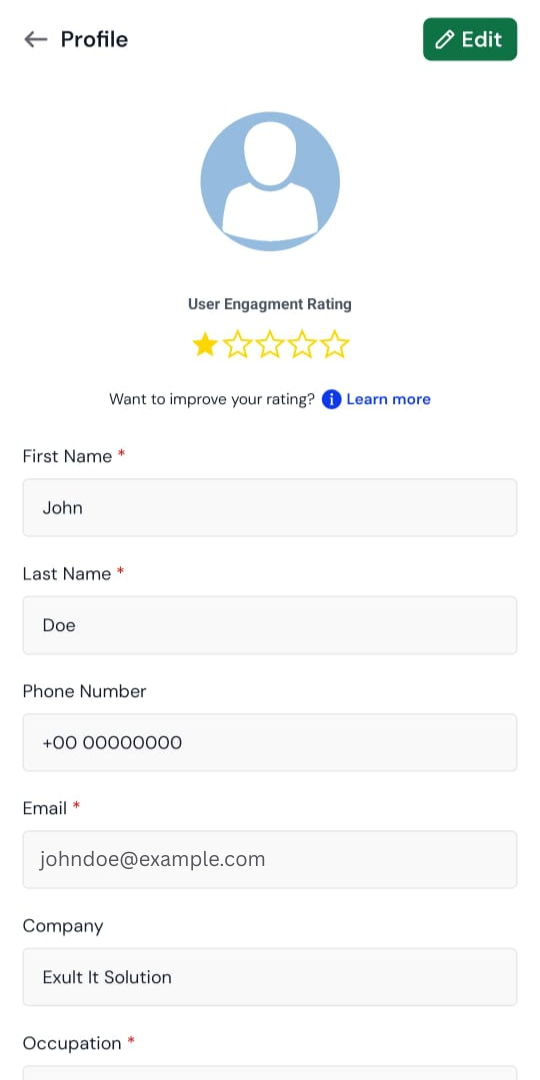 Profile
Edit
User Engagment Rating
Want to improve your rating? i Learn more
First Name *
John
Last Name *
Doe
Phone Number
+00 00000000
Email *
johndoe@example.com
Company
Exult It Solution
Occupation *